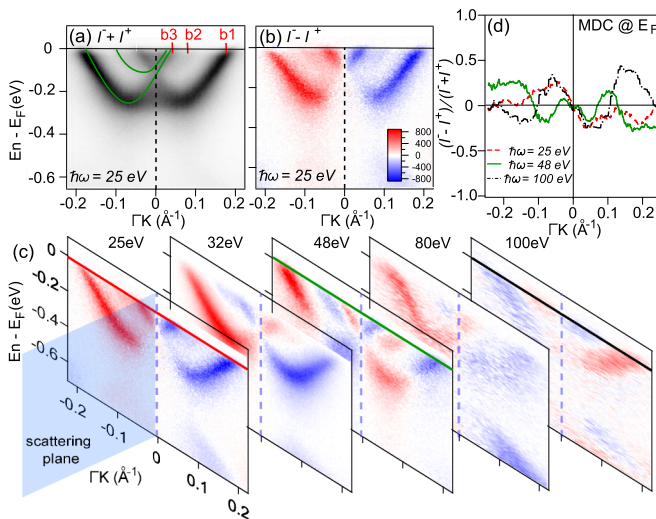 (a) I⁻+ I⁺
b3 b2 b1
0
-0.2
-0.4
-0.6
En - E_F(eV)
ħω = 25 eV
-0.2 -0.1 0 0.1 0.2
ΓK (Å⁻¹)
(b) I⁻- I⁺
800
400
0
-400
-800
ħω = 25 eV
-0.2 -0.1 0 0.1 0.2
ΓK (Å⁻¹)
(d) MDC @ E_F
1.0
0.5
0
-0.5
-1.0
(I⁻- I⁺)/(I⁻+I⁺)
ħω = 25 eV
ħω = 48 eV
ħω = 100 eV
-0.2 -0.1 0 0.1 0.2
ΓK (Å⁻¹)
(c)
25eV 32eV 48eV 80eV 100eV
0
-0.2
-0.4
-0.6
En - E_F(eV)
scattering
plane
-0.2
-0.1
0
0.1
0.2
ΓK (Å⁻¹)